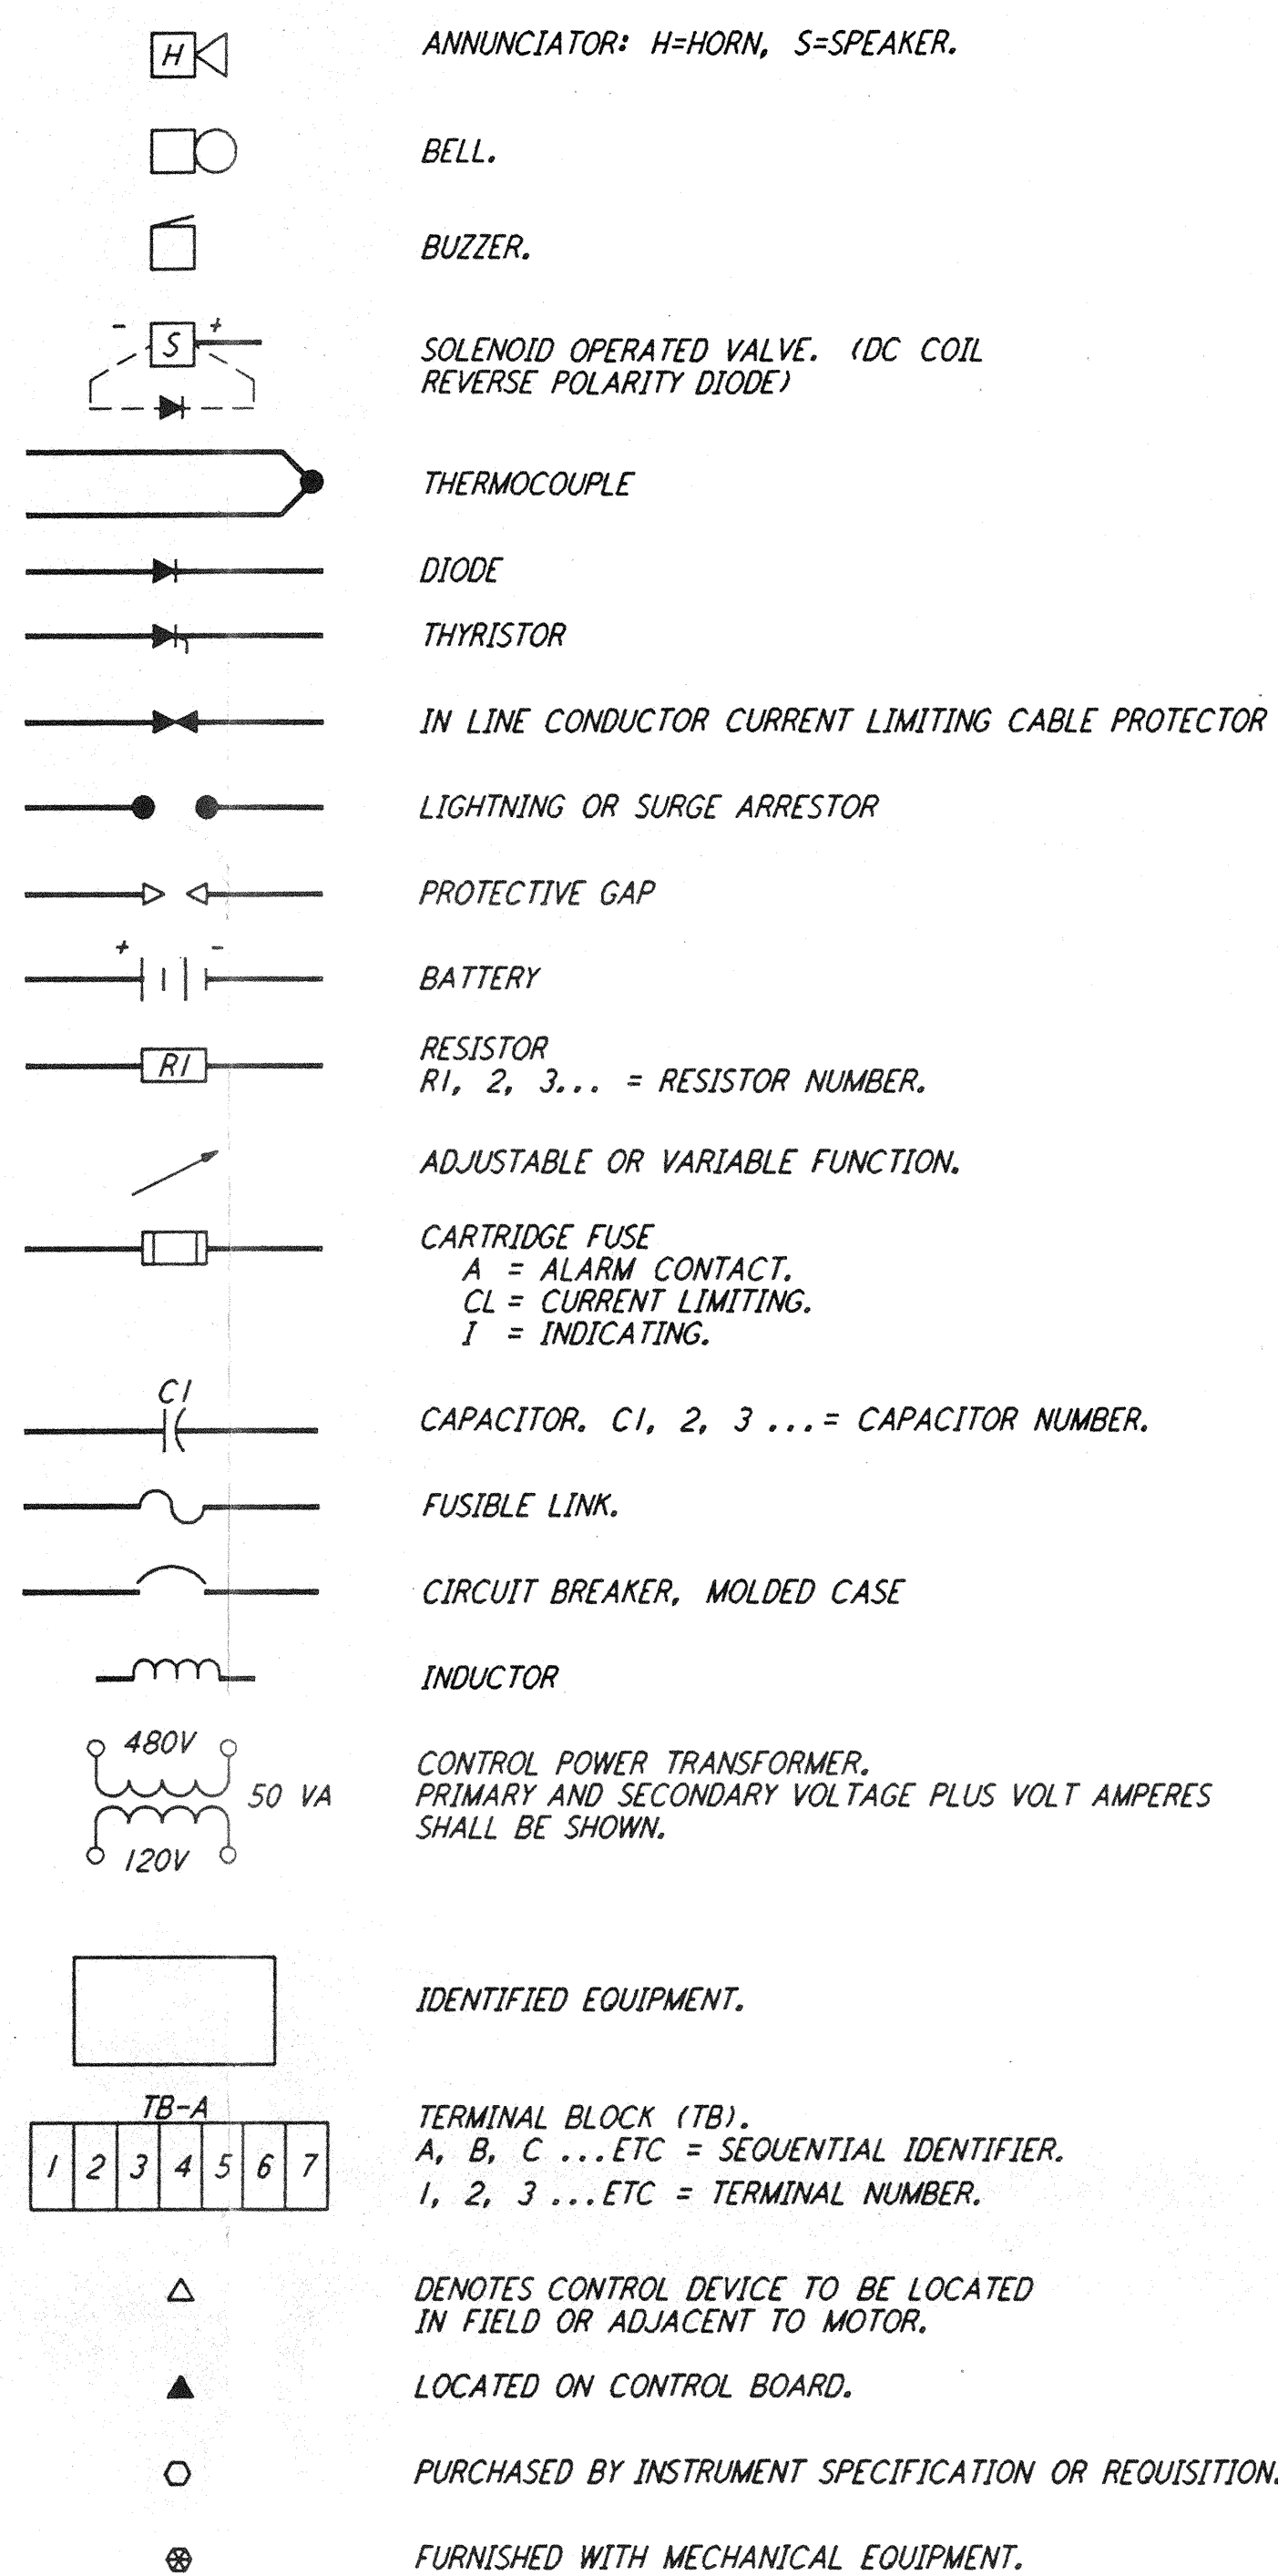 H ANNUNCIATOR: H=HORN, S=SPEAKER.
BELL.
BUZZER.
- S + SOLENOID OPERATED VALVE. (DC COIL
REVERSE POLARITY DIODE)
THERMOCOUPLE
DIODE
THYRISTOR
IN LINE CONDUCTOR CURRENT LIMITING CABLE PROTECTOR
LIGHTNING OR SURGE ARRESTOR
PROTECTIVE GAP
+ -
BATTERY
RESISTOR
R1 R1, 2, 3... = RESISTOR NUMBER.
ADJUSTABLE OR VARIABLE FUNCTION.
CARTRIDGE FUSE
A = ALARM CONTACT.
CL = CURRENT LIMITING.
I = INDICATING.
C1
CAPACITOR. C1, 2, 3 ...= CAPACITOR NUMBER.
FUSIBLE LINK.
CIRCUIT BREAKER, MOLDED CASE
INDUCTOR
480V
50 VA
120V
CONTROL POWER TRANSFORMER.
PRIMARY AND SECONDARY VOLTAGE PLUS VOLT AMPERES
SHALL BE SHOWN.
IDENTIFIED EQUIPMENT.
TB-A
1 2 3 4 5 6 7
TERMINAL BLOCK (TB).
A, B, C ...ETC = SEQUENTIAL IDENTIFIER.
1, 2, 3 ...ETC = TERMINAL NUMBER.
DENOTES CONTROL DEVICE TO BE LOCATED
IN FIELD OR ADJACENT TO MOTOR.
LOCATED ON CONTROL BOARD.
PURCHASED BY INSTRUMENT SPECIFICATION OR REQUISITION.
FURNISHED WITH MECHANICAL EQUIPMENT.